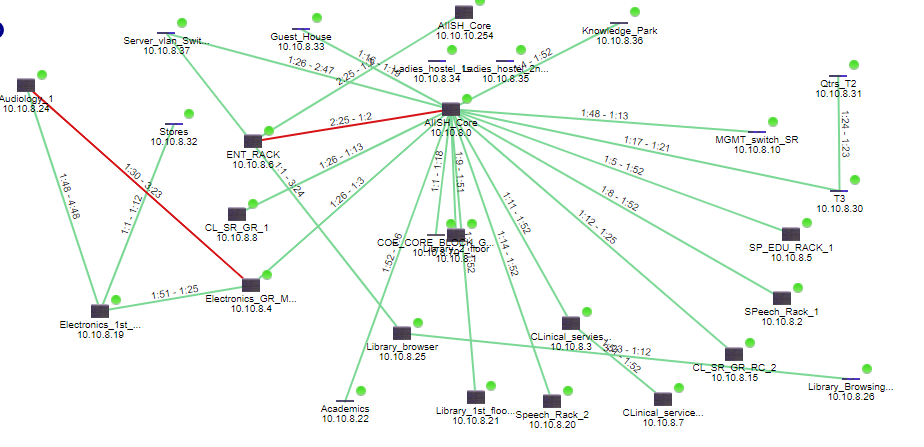 AIISH_Core
10.10.10.254
Knowledge_Park
10.10.8.36
Guest_House
10.10.8.33
Server_vlan_Swit...
10.10.8.37
1:26 - 2:47
10.10.8.34
10.10.8.35
Qtrs_T2
10.10.8.31
Audiology_1
10.10.8.24
Stores
10.10.8.32
AIISH_Core
10.10.8.0
2:25 - 1:2
1:48 - 1:13
MGMT_switch_SR
10.10.8.10
1:24 - 1:23
ENT_RACK
10.10.8.6
1:26 - 1:13
1:17 - 1:21
1:1 - 1:18
1:9 - 1:51
1:5 - 1:52
1:30 - 3:23
1:1 - 3:24
1:26 - 1:3
1:8 - 1:52
T3
10.10.8.30
1:48 - 4:48
1:1 - 1:12
CL_SR_GR_1
10.10.8.8
1:11 - 1:52
1:12 - 1:25
COE_CORE_BLOCK_G...
SP_EDU_RACK_1
10.10.8.5
1:14 - 1:52
1:51 - 1:25
Electronics_GR_M...
10.10.8.4
SPeech_Rack_1
10.10.8.2
Electronics_1st_...
10.10.8.19
CLinical_servies_...
10.10.8.3
Library_browser
10.10.8.25
3:23 - 1:12
CL_SR_GR_RC_2
10.10.8.15
Library_Browsing...
10.10.8.26
Academics
10.10.8.22
Library_1st_floo...
10.10.8.21
Speech_Rack_2
10.10.8.20
CLinical_service...
10.10.8.7